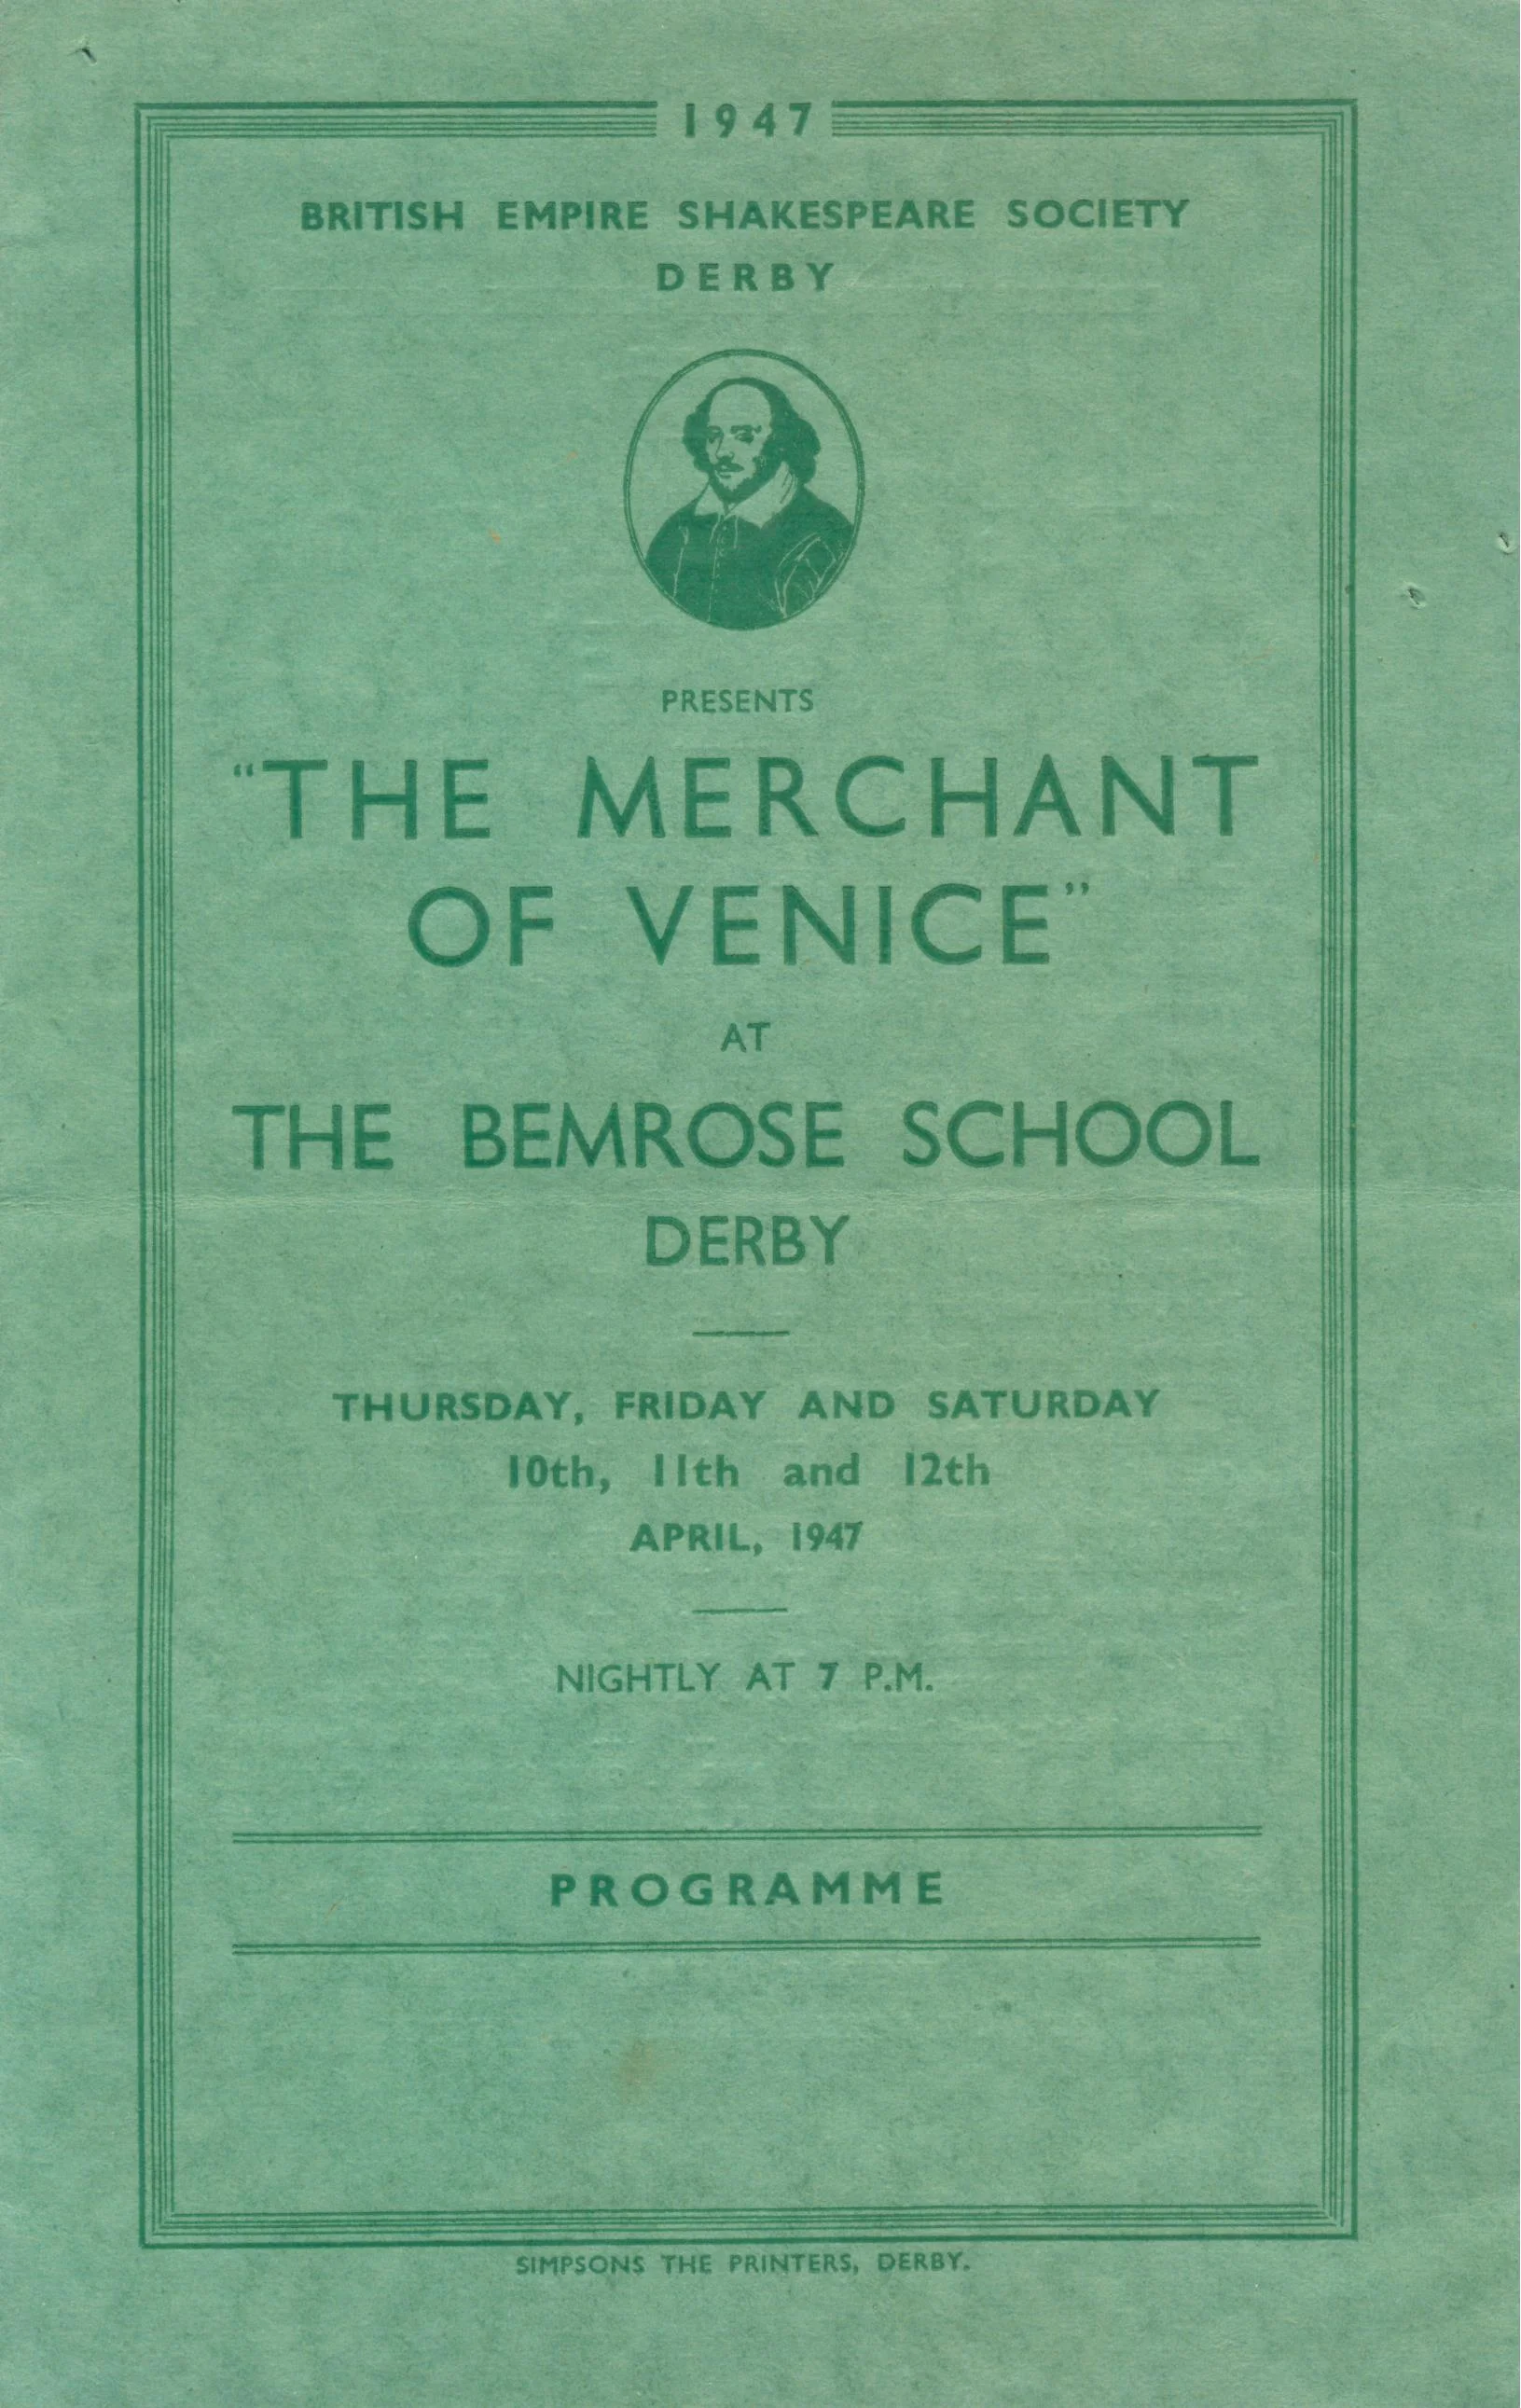 1947
BRITISH EMPIRE SHAKESPEARE SOCIETY
DERBY
PRESENTS
“THE MERCHANT
OF VENICE”
AT
THE BEMROSE SCHOOL
DERBY
THURSDAY, FRIDAY AND SATURDAY
10th, 11th and 12th
APRIL, 1947
NIGHTLY AT 7 P.M.
PROGRAMME
SIMPSONS THE PRINTERS, DERBY.